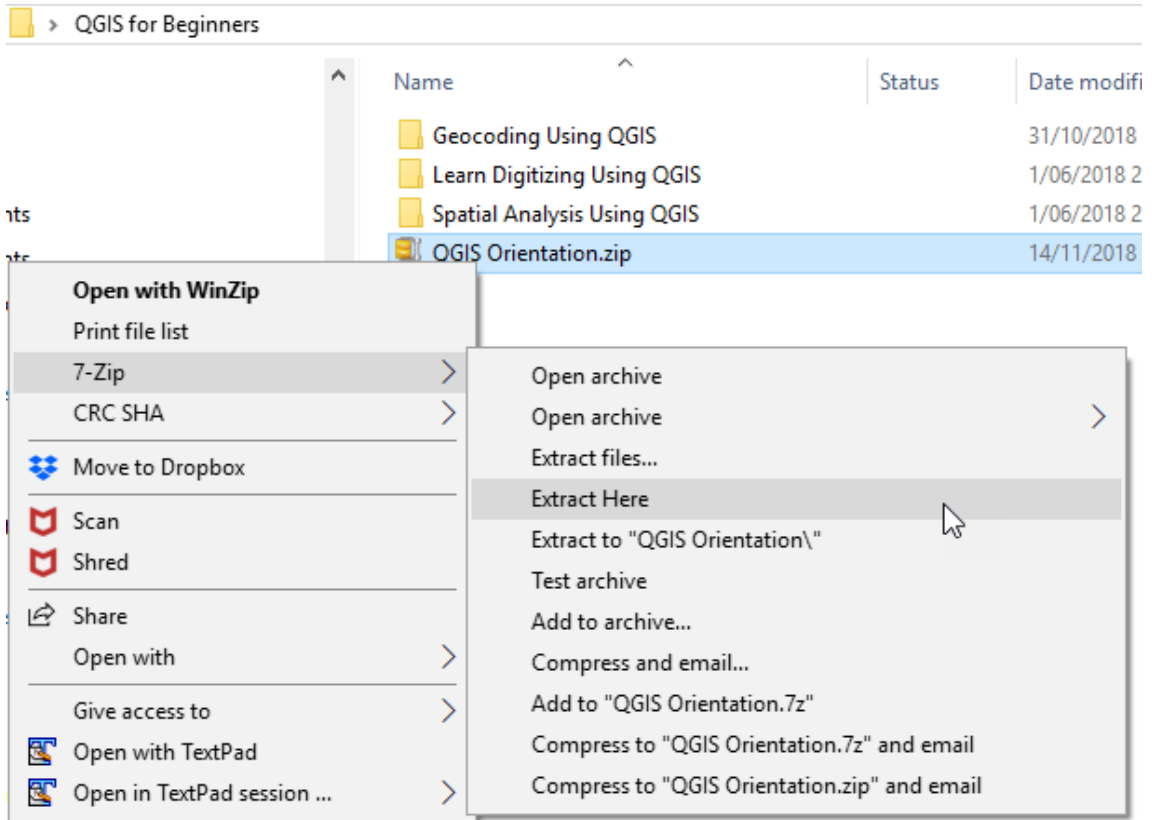 QGIS for Beginners
Name Status Date modifi
Geocoding Using QGIS 31/10/2018
Learn Digitizing Using QGIS 1/06/2018 2
Spatial Analysis Using QGIS 1/06/2018 2
QGIS Orientation.zip 14/11/2018
nts
nts
Open with WinZip
Print file list
7-Zip
CRC SHA
Move to Dropbox
Scan
Shred
Share
Open with
Give access to
Open with TextPad
Open in TextPad session ...
Open archive
Open archive
Extract files...
Extract Here
Extract to "QGIS Orientation\"
Test archive
Add to archive...
Compress and email...
Add to "QGIS Orientation.7z"
Compress to "QGIS Orientation.7z" and email
Compress to "QGIS Orientation.zip" and email